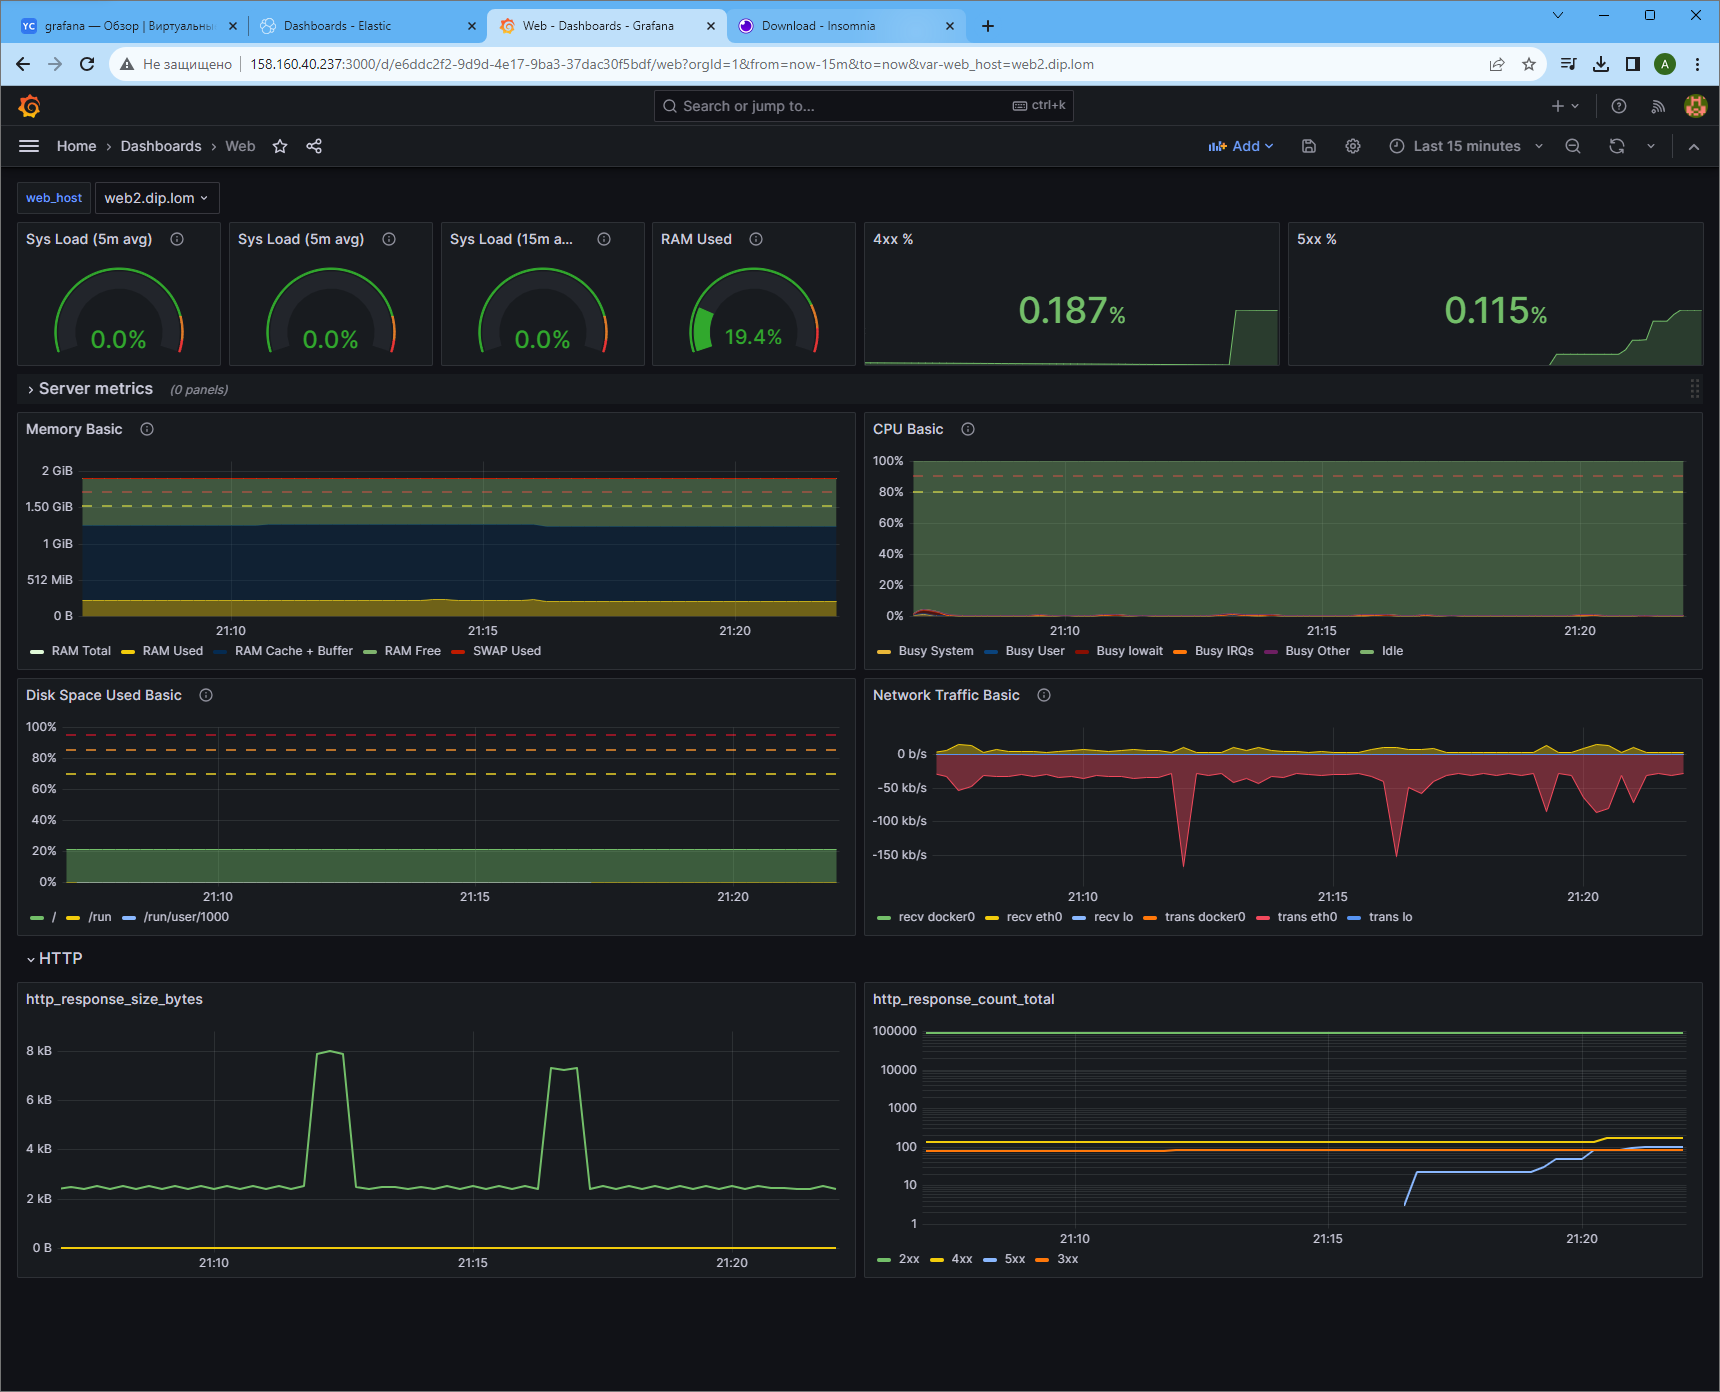 grafana — Обзор | Виртуальны
Dashboards - Elastic
Web - Dashboards - Grafana
Download - Insomnia
Не защищено
158.160.40.237:3000/d/e6ddc2f2-9d9d-4e17-9ba3-37dac30f5bdf/web?orgId=1&from=now-15m&to=now&var-web_host=web2.dip.lom
A
Search or jump to...
ctrl+k
Home
Dashboards
Web
Add
Last 15 minutes
web_host
web2.dip.lom
Sys Load (5m avg)
0.0%
Sys Load (5m avg)
0.0%
Sys Load (15m a...
0.0%
RAM Used
19.4%
4xx %
0.187%
5xx %
0.115%
Server metrics (0 panels)
Memory Basic
2 GiB
1.50 GiB
1 GiB
512 MiB
0 B
21:10 21:15 21:20
RAM Total RAM Used RAM Cache + Buffer RAM Free SWAP Used
CPU Basic
100%
80%
60%
40%
20%
0%
21:10 21:15 21:20
Busy System Busy User Busy Iowait Busy IRQs Busy Other Idle
Disk Space Used Basic
100%
80%
60%
40%
20%
0%
21:10 21:15 21:20
/ /run /run/user/1000
Network Traffic Basic
0 b/s
-50 kb/s
-100 kb/s
-150 kb/s
21:10 21:15 21:20
recv docker0 recv eth0 recv lo trans docker0 trans eth0 trans lo
HTTP
http_response_size_bytes
8 kB
6 kB
4 kB
2 kB
0 B
21:10 21:15 21:20
http_response_count_total
100000
10000
1000
100
10
1
21:10 21:15 21:20
2xx 4xx 5xx 3xx